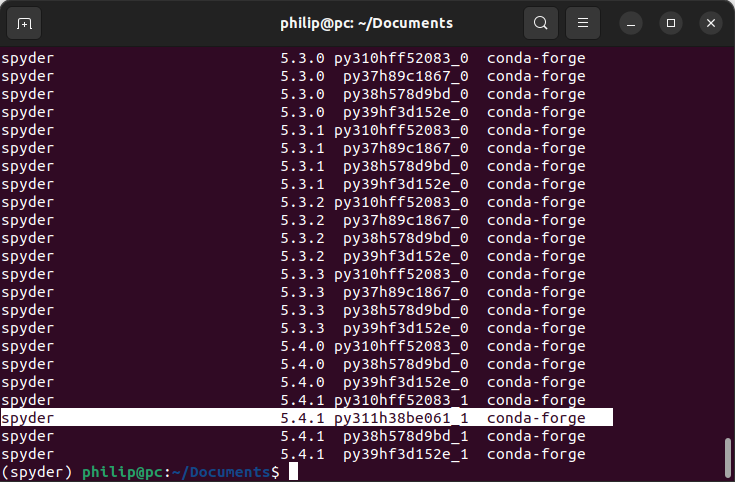 philip@pc: ~/Documents
spyder 5.3.0 py310hff52083_0 conda-forge
spyder 5.3.0 py37h89c1867_0 conda-forge
spyder 5.3.0 py38h578d9bd_0 conda-forge
spyder 5.3.0 py39hf3d152e_0 conda-forge
spyder 5.3.1 py310hff52083_0 conda-forge
spyder 5.3.1 py37h89c1867_0 conda-forge
spyder 5.3.1 py38h578d9bd_0 conda-forge
spyder 5.3.1 py39hf3d152e_0 conda-forge
spyder 5.3.2 py310hff52083_0 conda-forge
spyder 5.3.2 py37h89c1867_0 conda-forge
spyder 5.3.2 py38h578d9bd_0 conda-forge
spyder 5.3.2 py39hf3d152e_0 conda-forge
spyder 5.3.3 py310hff52083_0 conda-forge
spyder 5.3.3 py37h89c1867_0 conda-forge
spyder 5.3.3 py38h578d9bd_0 conda-forge
spyder 5.3.3 py39hf3d152e_0 conda-forge
spyder 5.4.0 py310hff52083_0 conda-forge
spyder 5.4.0 py38h578d9bd_0 conda-forge
spyder 5.4.0 py39hf3d152e_0 conda-forge
spyder 5.4.1 py310hff52083_1 conda-forge
spyder 5.4.1 py311h38be061_1 conda-forge
spyder 5.4.1 py38h578d9bd_1 conda-forge
spyder 5.4.1 py39hf3d152e_1 conda-forge
(spyder) philip@pc:~/Documents$